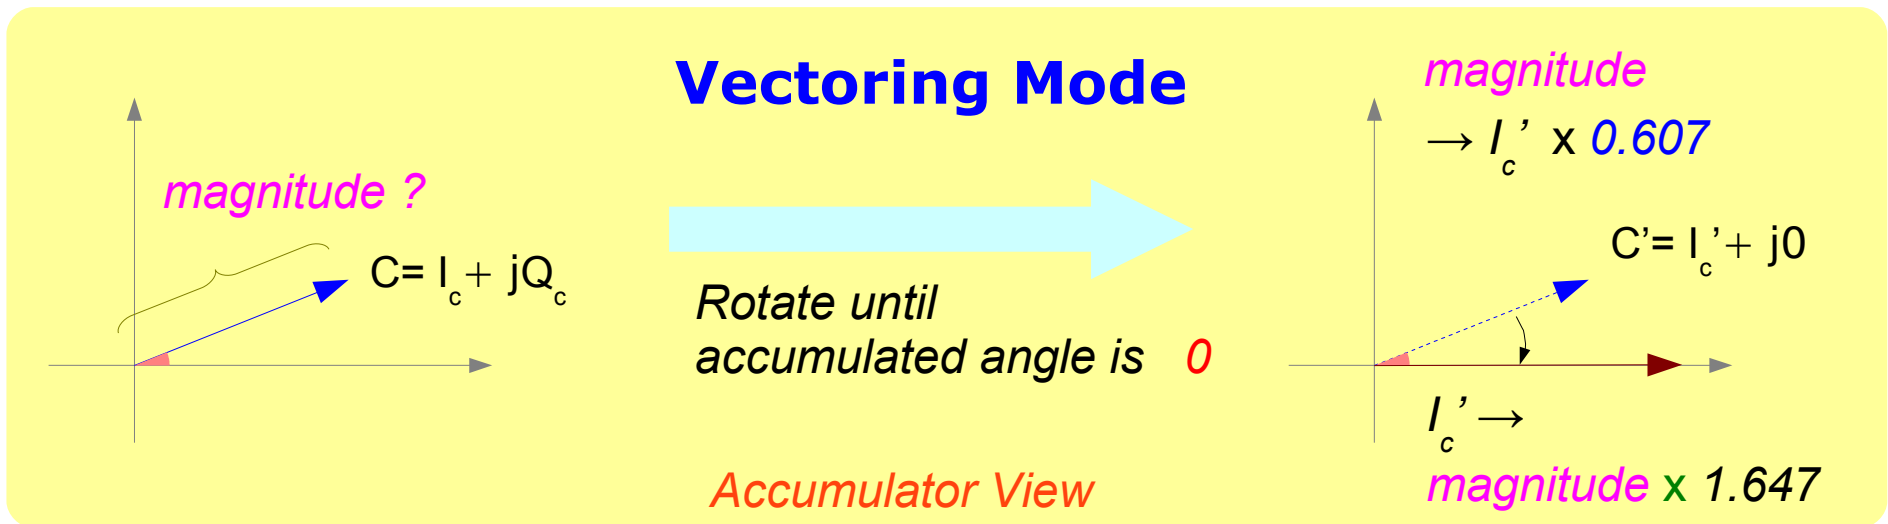 Vectoring Mode
magnitude ?
C= I_c + jQ_c
Rotate until
accumulated angle is 0
Accumulator View
magnitude
→ I_c’ x 0.607
C’= I_c’+ j0
I_c’ →
magnitude x 1.647